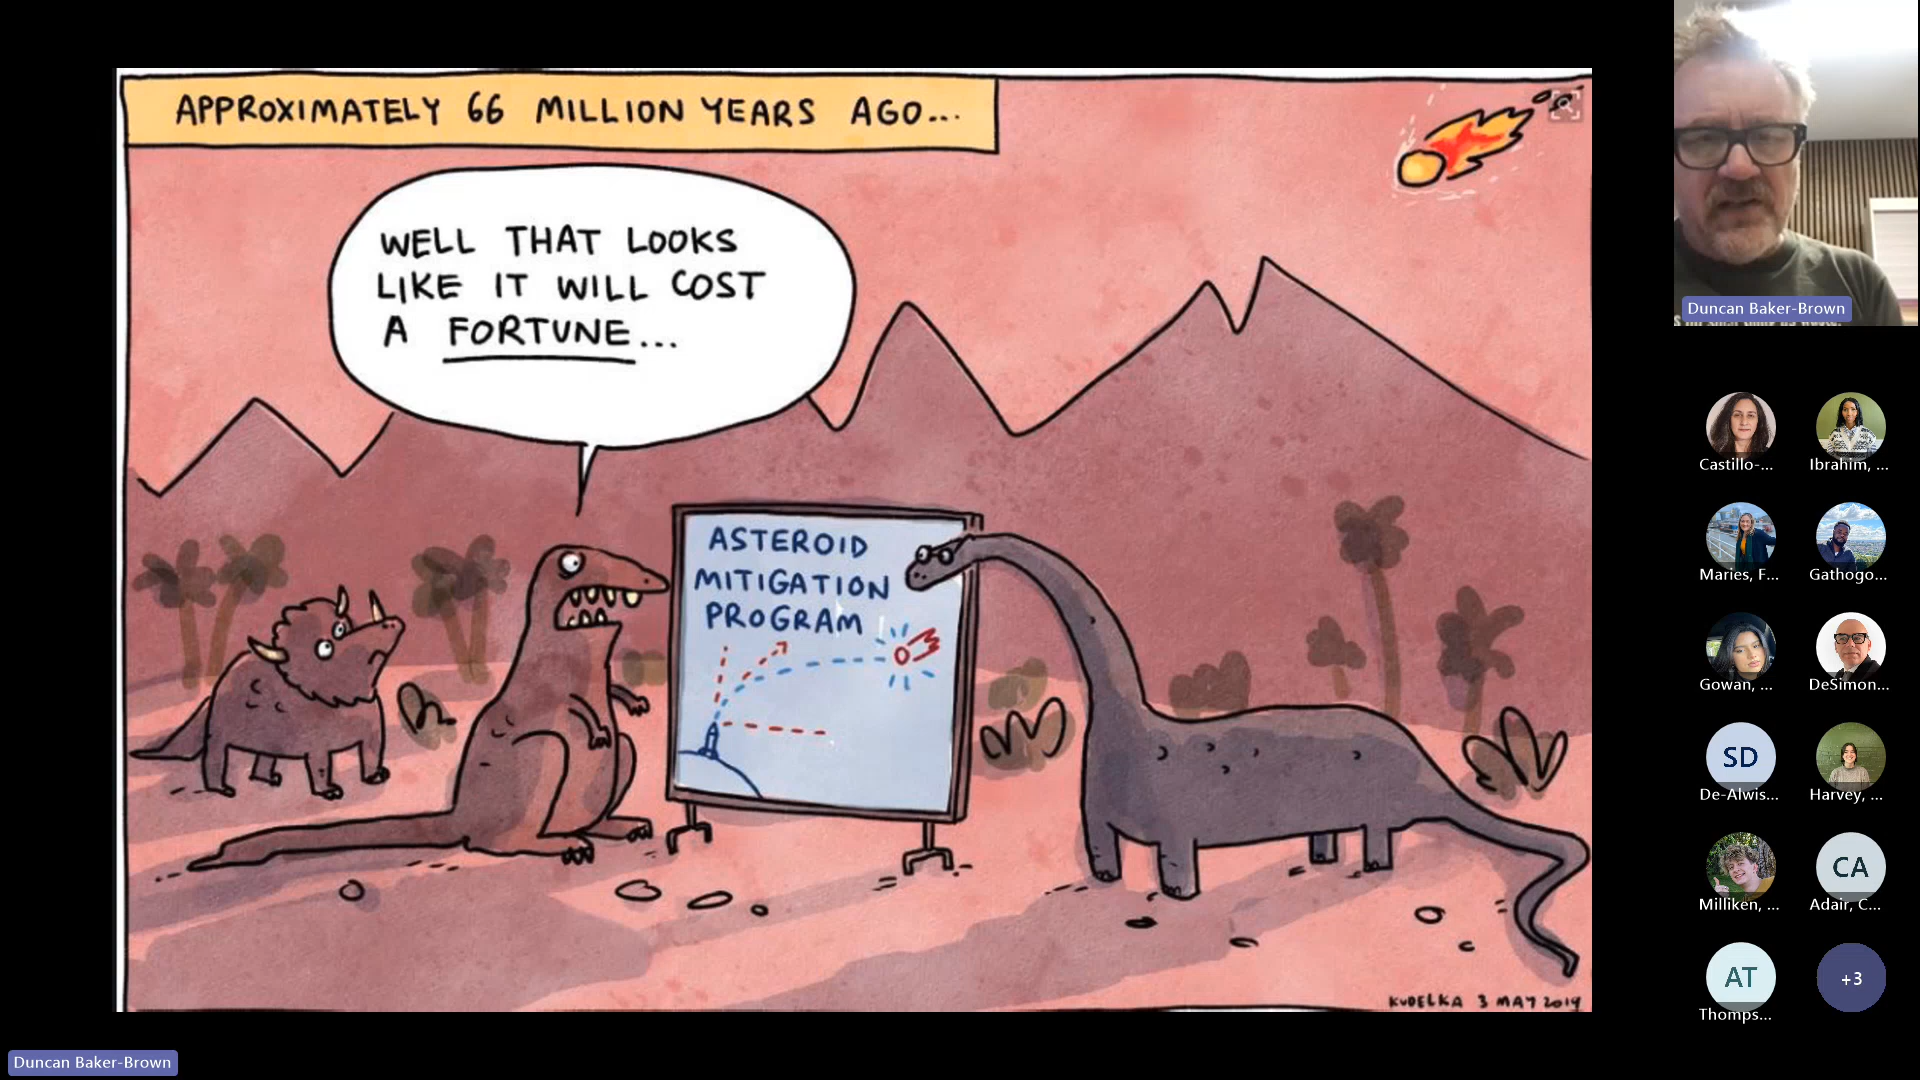 APPROXIMATELY 66 MILLION YEARS AGO...
WELL THAT LOOKS
LIKE IT WILL COST
A FORTUNE...
ASTEROID
MITIGATION
PROGRAM
KUDELKA 3 MAY 2019
Duncan Baker-Brown
Castillo-...
Ibrahim, ...
Maries, F...
Gathogo...
Gowan, ...
DeSimon...
SD
De-Alwis...
Harvey, ...
Milliken, ...
CA
Adair, C...
AT
Thomps...
+3
Duncan Baker-Brown